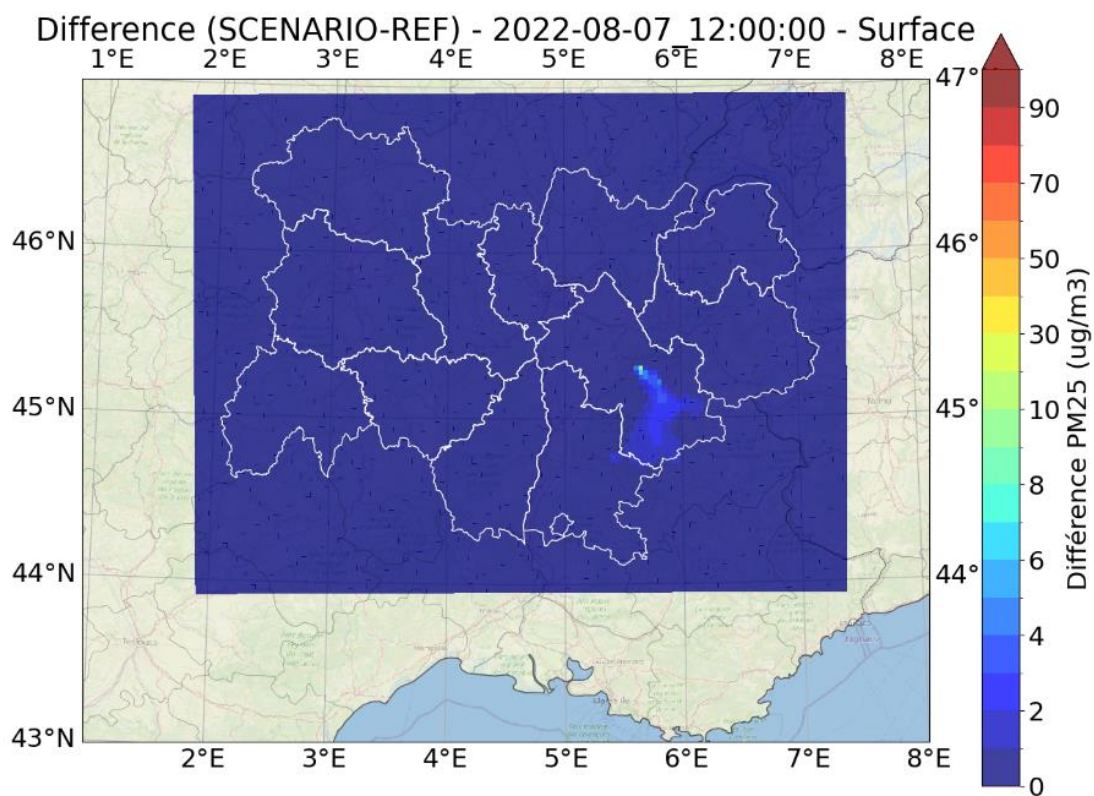 Difference (SCENARIO-REF) - 2022-08-07_12:00:00 - Surface
1°E 2°E 3°E 4°E 5°E 6°E 7°E 8°E
47°
46°N 46°
45°N 45°
44°N 44°
43°N
2°E 3°E 4°E 5°E 6°E 7°E 8°E
90
70
50
30
10
8
6
4
2
0
Différence PM25 (ug/m3)